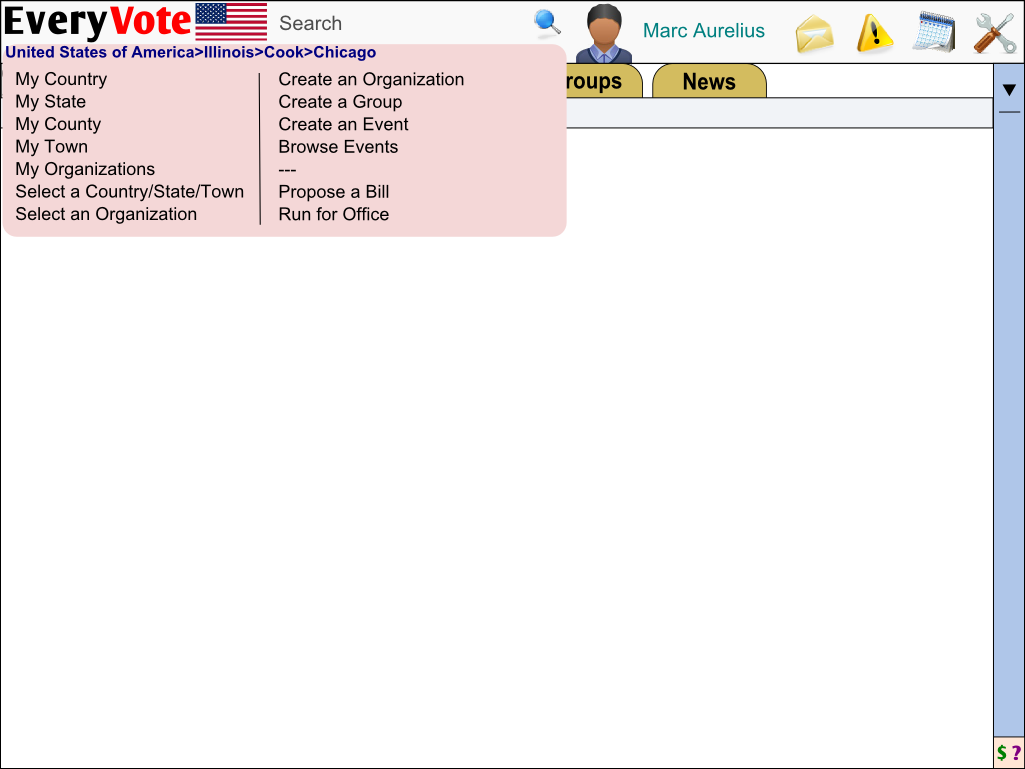 EveryVote
Search
Marc Aurelius
United States of America>Illinois>Cook>Chicago
My Country
My State
My County
My Town
My Organizations
Select a Country/State/Town
Select an Organization
Create an Organization
Create a Group
Create an Event
Browse Events
---
Propose a Bill
Run for Office
roups
News
▼
$ ?